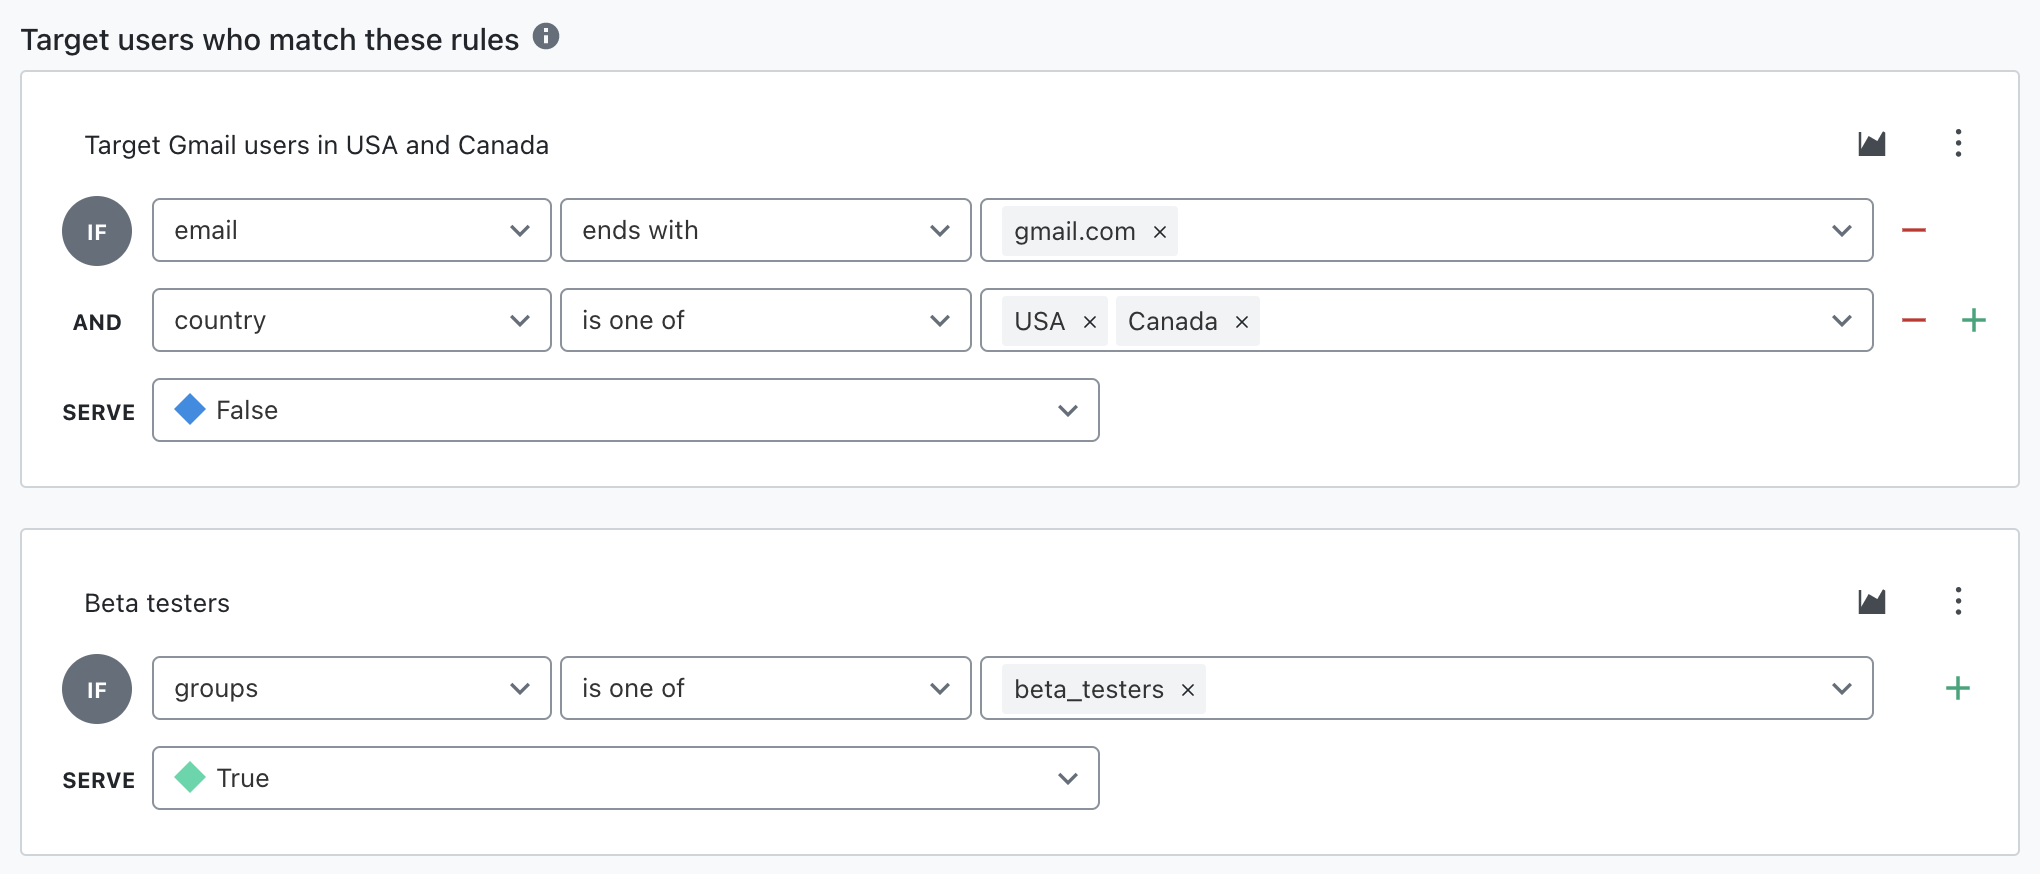 Target users who match these rules
Target Gmail users in USA and Canada
IF email ends with gmail.com ×
AND country is one of USA × Canada ×
SERVE False
Beta testers
IF groups is one of beta_testers ×
SERVE True